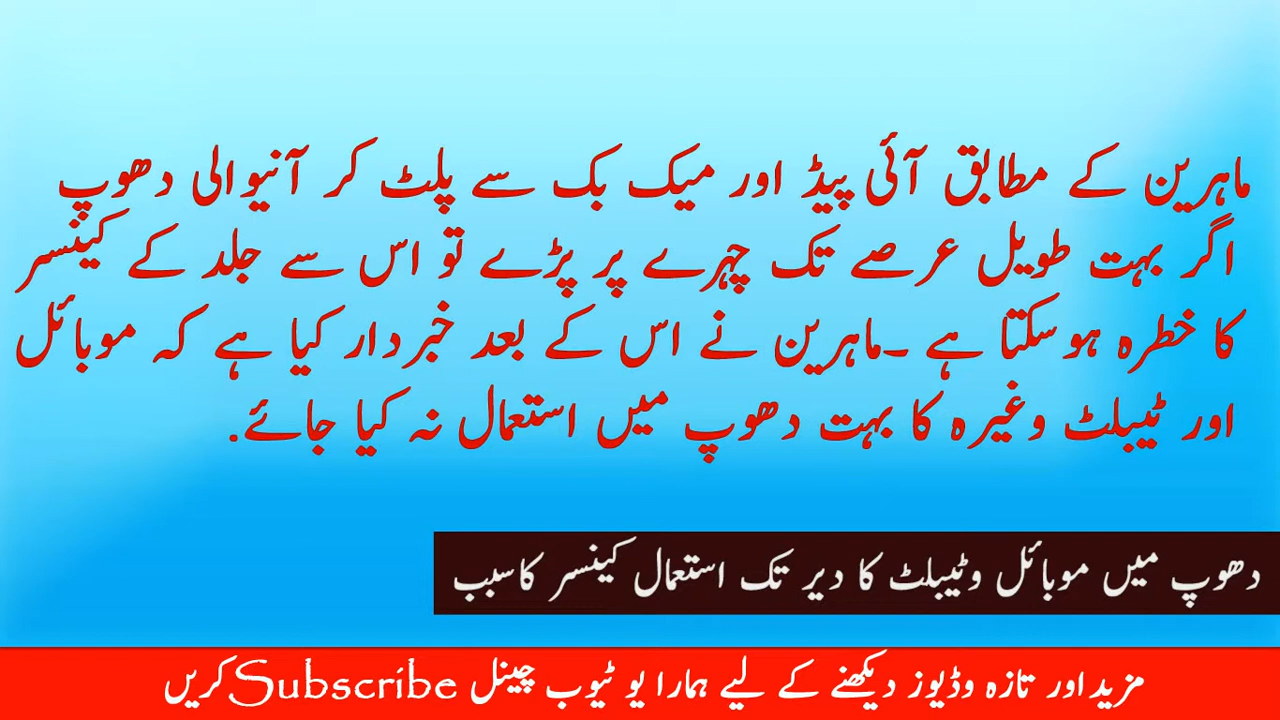 ماہرین کے مطابق آئی پیڈ اور میک بک سے پلٹ کر آنیوالی دھوپ
اگر بہت طویل عرصے تک چہرے پر پڑے تو اس سے جلد کے کینسر
کا خطرہ ہوسکتا ہے ۔ماہرین نے اس کے بعد خبردار کیا ہے کہ موبائل
اور ٹیبلٹ وغیرہ کا بہت دھوپ میں استعمال نہ کیا جائے.
دھوپ میں موبائل وٹیبلٹ کا دیر تک استعمال کینسر کاسبب
مزید اور تازہ وڈیوز دیکھنے کے لیے ہمارا یو ٹیوب چینل Subscribe کریں